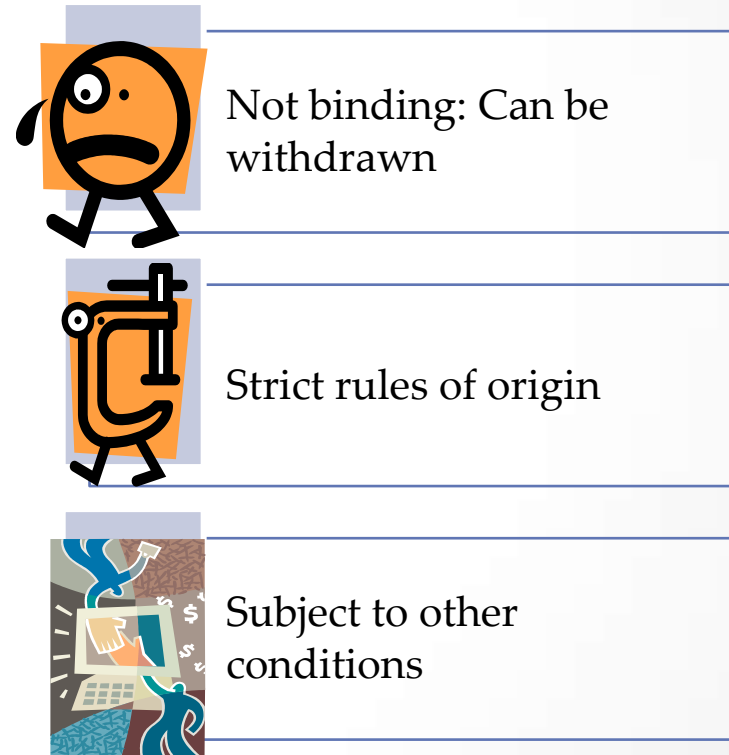 Not binding: Can be
withdrawn
Strict rules of origin
Subject to other
conditions